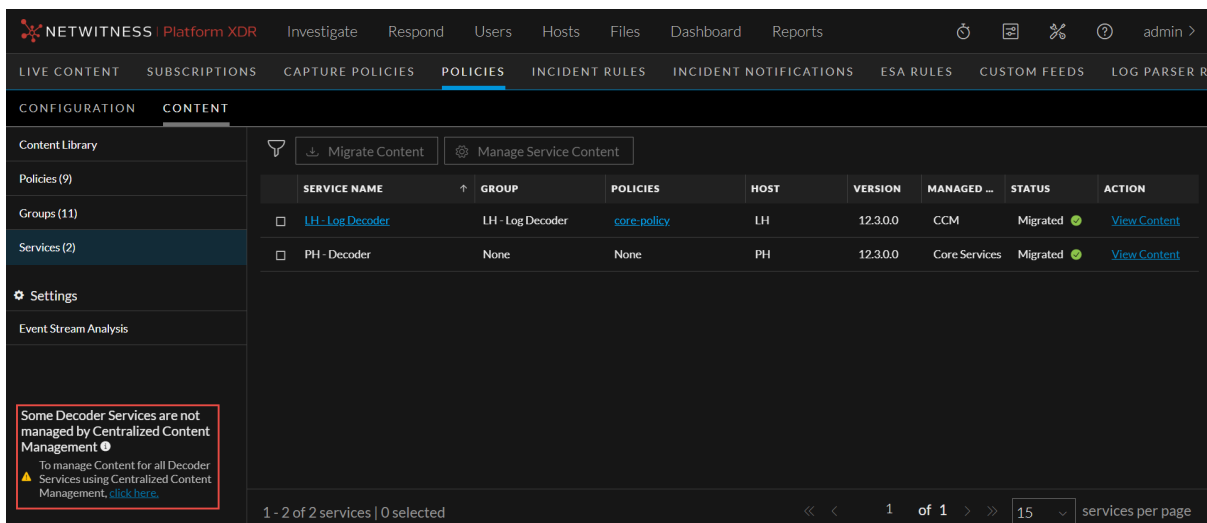 NETWITNESS Platform XDR Investigate Respond Users Hosts Files Dashboard Reports admin >
LIVE CONTENT SUBSCRIPTIONS CAPTURE POLICIES POLICIES INCIDENT RULES INCIDENT NOTIFICATIONS ESA RULES CUSTOM FEEDS LOG PARSER R
CONFIGURATION CONTENT
Content Library
Policies (9)
Groups (11)
Services (2)
Settings
Event Stream Analysis
Some Decoder Services are not
managed by Centralized Content
Management
To manage Content for all Decoder
Services using Centralized Content
Management, click here.
Migrate Content Manage Service Content
SERVICE NAME ↑ GROUP POLICIES HOST VERSION MANAGED ... STATUS ACTION
LH - Log Decoder LH - Log Decoder core-policy LH 12.3.0.0 CCM Migrated View Content
PH - Decoder None None PH 12.3.0.0 Core Services Migrated View Content
1 - 2 of 2 services | 0 selected << < 1 of 1 > >> 15 services per page